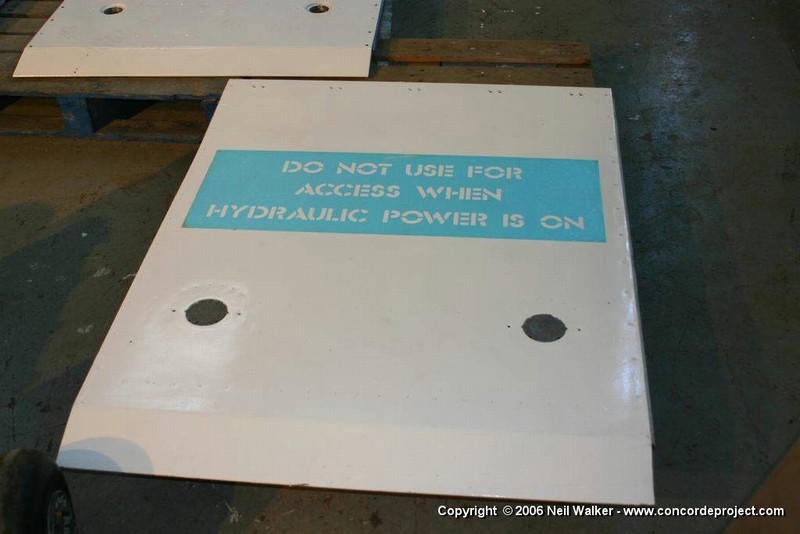 DO NOT USE FOR
ACCESS WHEN
HYDRAULIC POWER IS ON
Copyright © 2006 Neil Walker - www.concordeproject.com